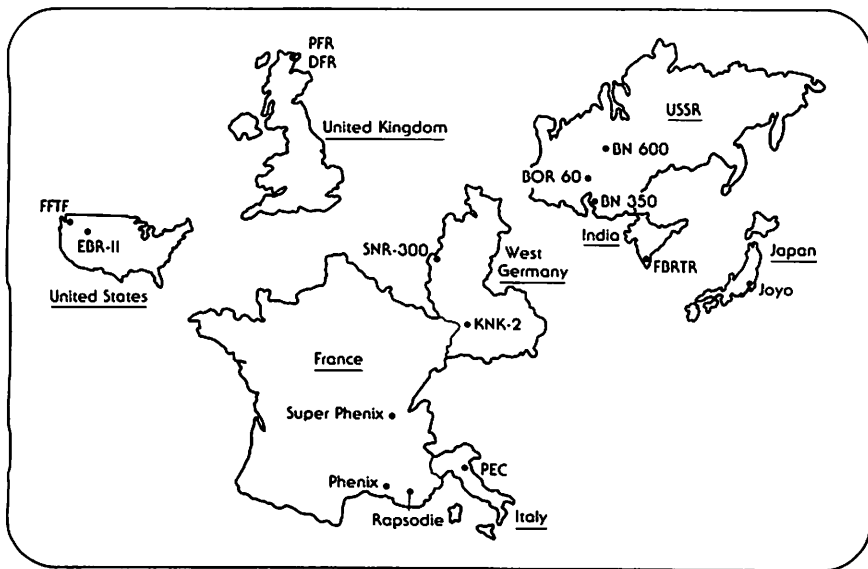 PFR
DFR
United Kingdom
USSR
BN 600
BOR 60
BN 350
FFTF
EBR-II
United States
SNR-300
West
Germany
India
FBRTR
Japan
Joyo
KNK-2
France
Super Phenix
Phenix
Rapsodie
PEC
Italy